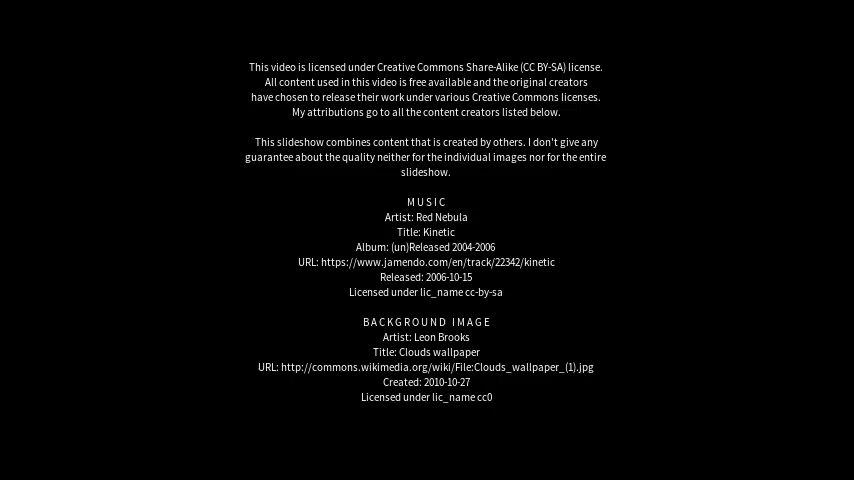 This video is licensed under Creative Commons Share-Alike (CC BY-SA) license.
All content used in this video is free available and the original creators
have chosen to release their work under various Creative Commons licenses.
My attributions go to all the content creators listed below.
This slideshow combines content that is created by others. I don't give any
guarantee about the quality neither for the individual images nor for the entire
slideshow.
M U S I C
Artist: Red Nebula
Title: Kinetic
Album: (un)Released 2004-2006
URL: https://www.jamendo.com/en/track/22342/kinetic
Released: 2006-10-15
Licensed under lic_name cc-by-sa
B A C K G R O U N D   I M A G E
Artist: Leon Brooks
Title: Clouds wallpaper
URL: http://commons.wikimedia.org/wiki/File:Clouds_wallpaper_(1).jpg
Created: 2010-10-27
Licensed under lic_name cc0